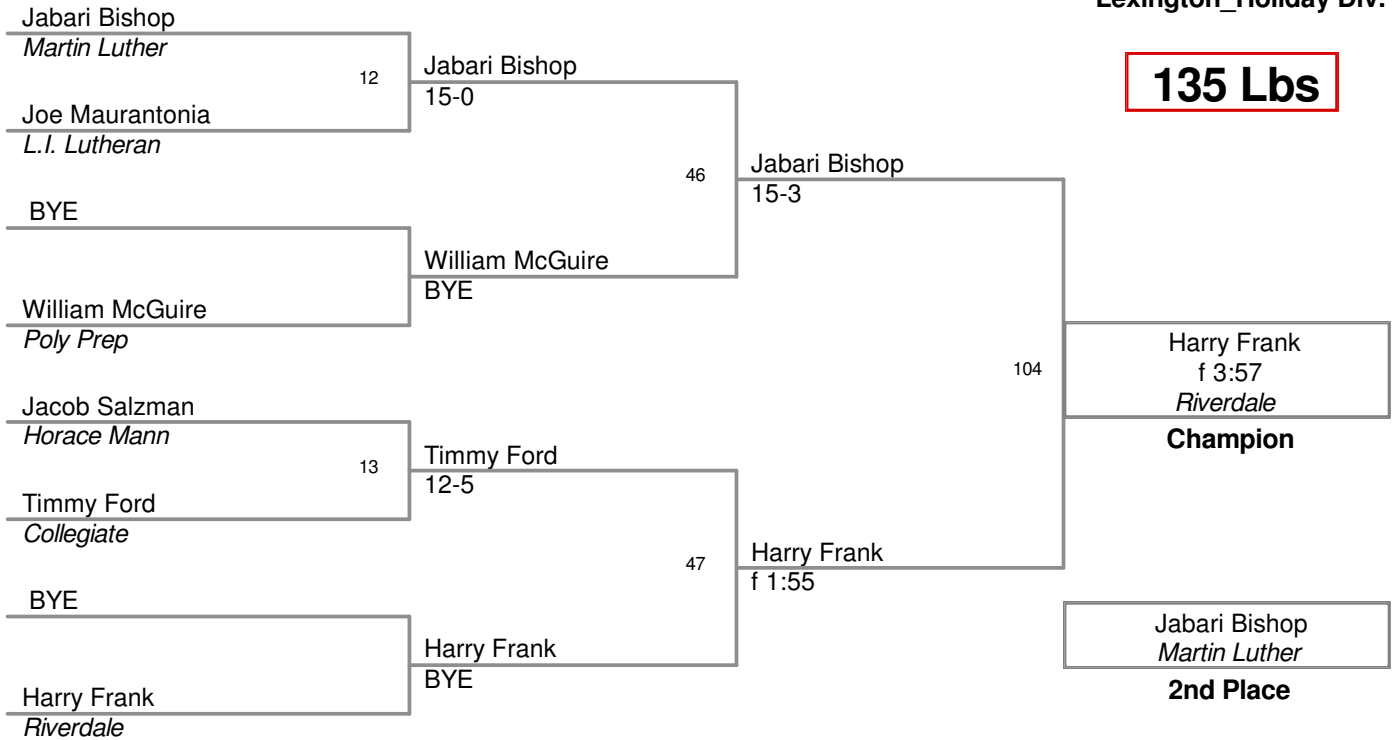 Lexington_Holiday Div.
135 Lbs
Jabari Bishop
Martin Luther
12
Joe Maurantonia
L.I. Lutheran
Jabari Bishop
15-0
BYE
William McGuire
Poly Prep
William McGuire
BYE
46
Jabari Bishop
15-3
Jacob Salzman
Horace Mann
13
Timmy Ford
Collegiate
Timmy Ford
12-5
BYE
Harry Frank
Riverdale
Harry Frank
BYE
47
Harry Frank
f 1:55
104
Harry Frank
f 3:57
Riverdale
Champion
Jabari Bishop
Martin Luther
2nd Place